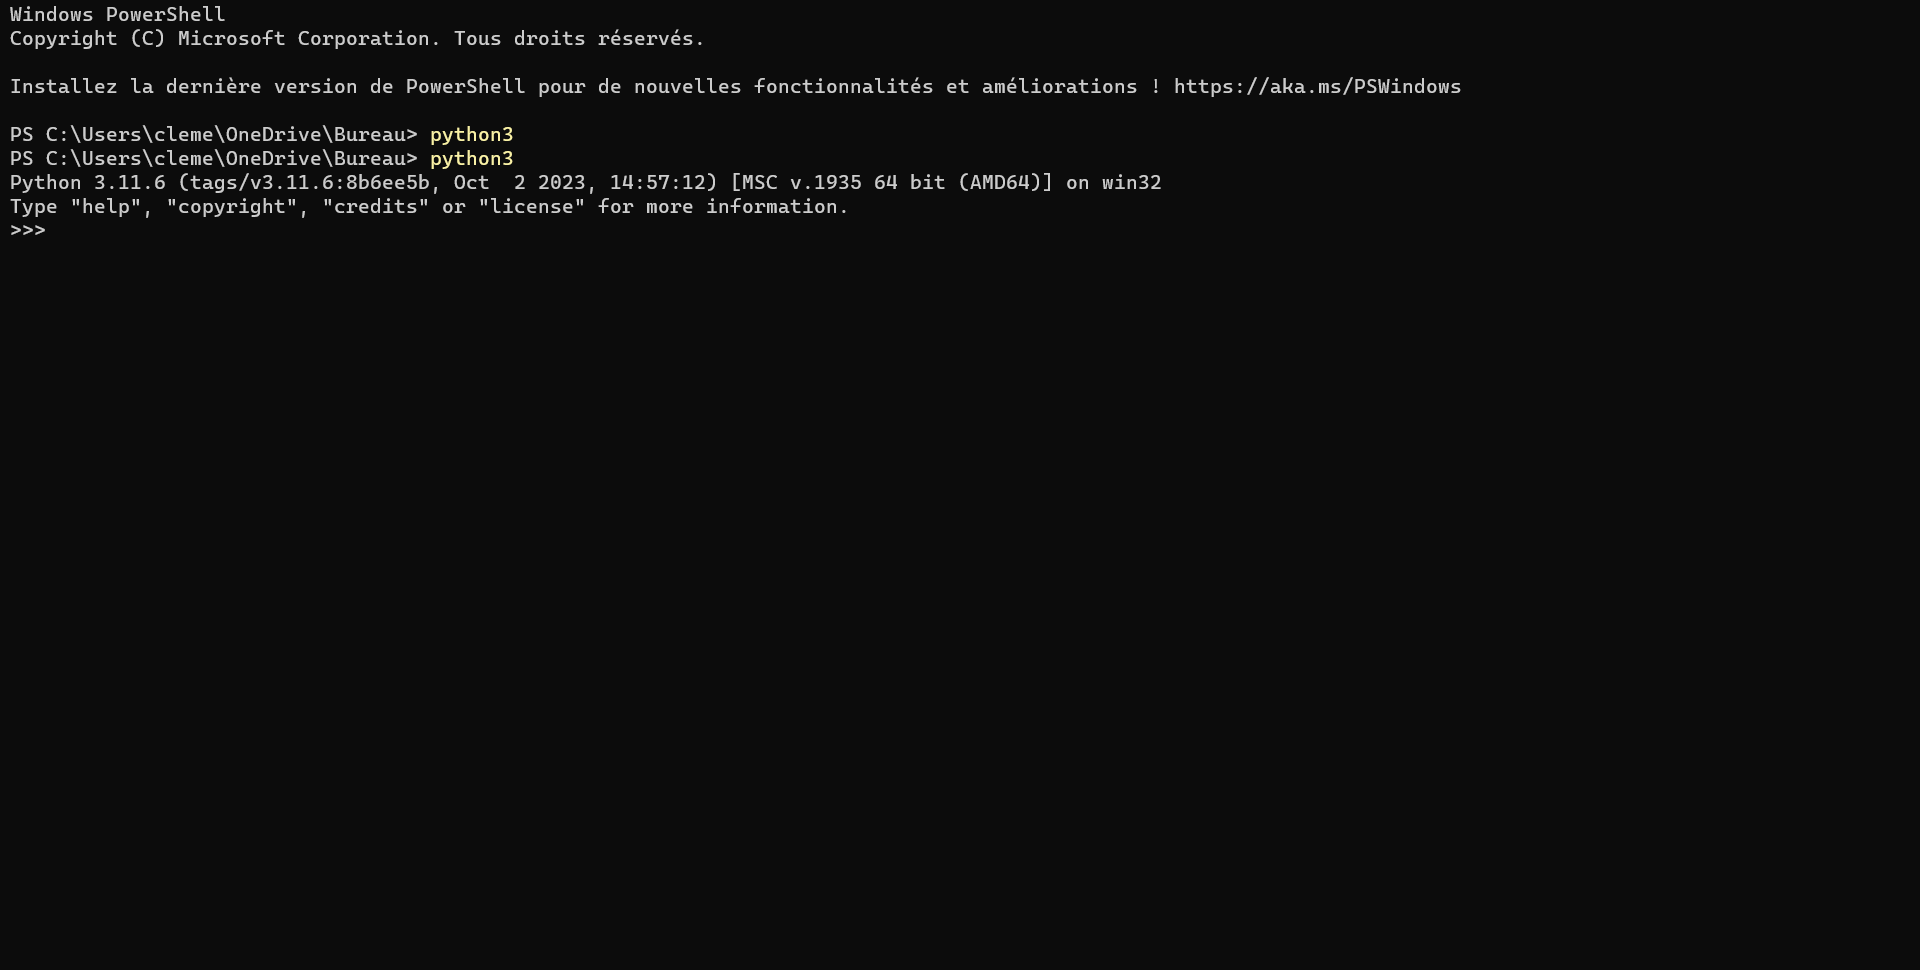 Windows PowerShell
Copyright (C) Microsoft Corporation. Tous droits réservés.
Installez la dernière version de PowerShell pour de nouvelles fonctionnalités et améliorations ! https://aka.ms/PSWindows
PS C:\Users\cleme\OneDrive\Bureau> python3
PS C:\Users\cleme\OneDrive\Bureau> python3
Python 3.11.6 (tags/v3.11.6:8b6ee5b, Oct  2 2023, 14:57:12) [MSC v.1935 64 bit (AMD64)] on win32
Type "help", "copyright", "credits" or "license" for more information.
>>>